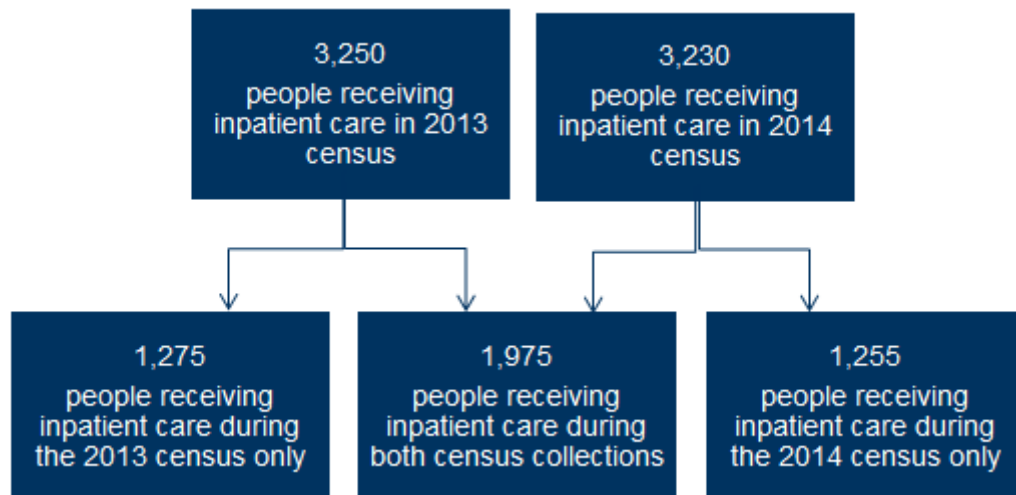 3,250
people receiving
inpatient care in 2013
census
3,230
people receiving
inpatient care in 2014
census
1,275
people receiving
inpatient care during
the 2013 census only
1,975
people receiving
inpatient care during
both census collections
1,255
people receiving
inpatient care during
the 2014 census only